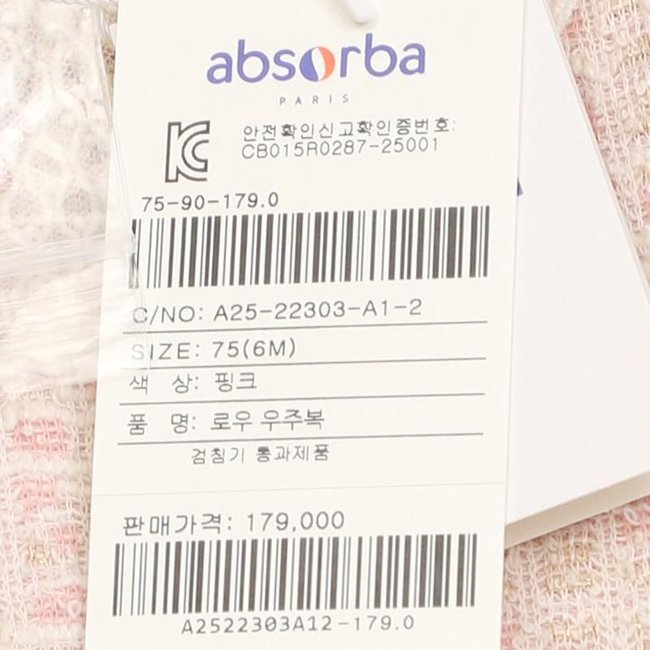 absorba
PARIS
안전확인신고확인증번호:
CB015R0287-25001
75-90-179.0
C/NO: A25-22303-A1-2
SIZE: 75(6M)
색 상: 핑크
품 명: 로우 우주복
검침기 통과제품
판매가격: 179,000
A2522303A12-179.0